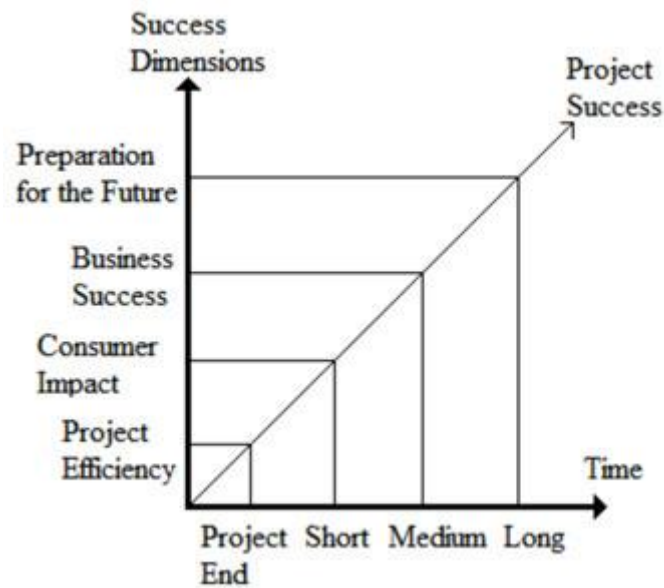 Success
Dimensions
Project
Success
Preparation
for the Future
Business
Success
Consumer
Impact
Project
Efficiency
Time
Project Short Medium Long
End